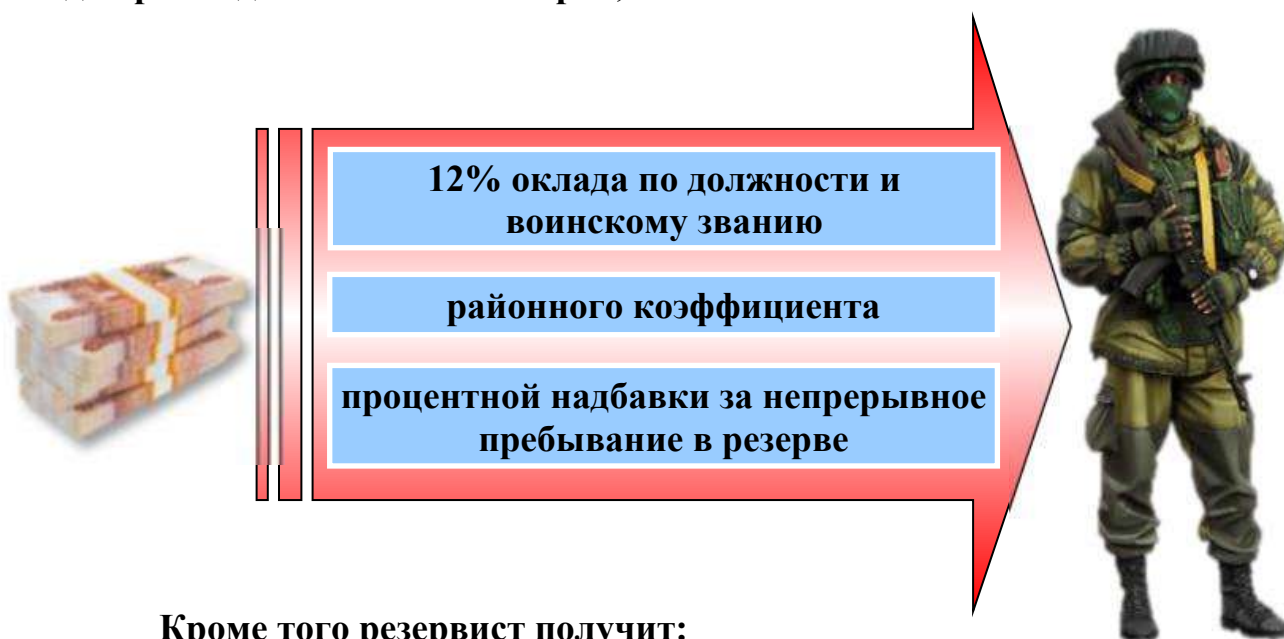 12% оклада по должности и
воинскому званию
районного коэффициента
процентной надбавки за непрерывное
пребывание в резерве
Кроме того резервист получит: